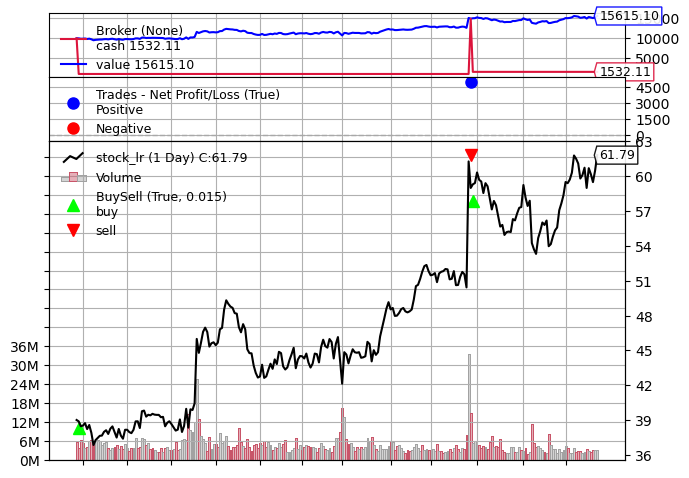 Broker (None)
cash 1532.11
value 15615.10
15615.10
10000
5000
1532.11
Trades - Net Profit/Loss (True)
Positive
Negative
4500
3000
1500
0
stock_lr (1 Day) C:61.79
Volume
BuySell (True, 0.015)
buy
sell
63
61.79
60
57
54
51
48
45
42
39
36
36M
30M
24M
18M
12M
6M
0M